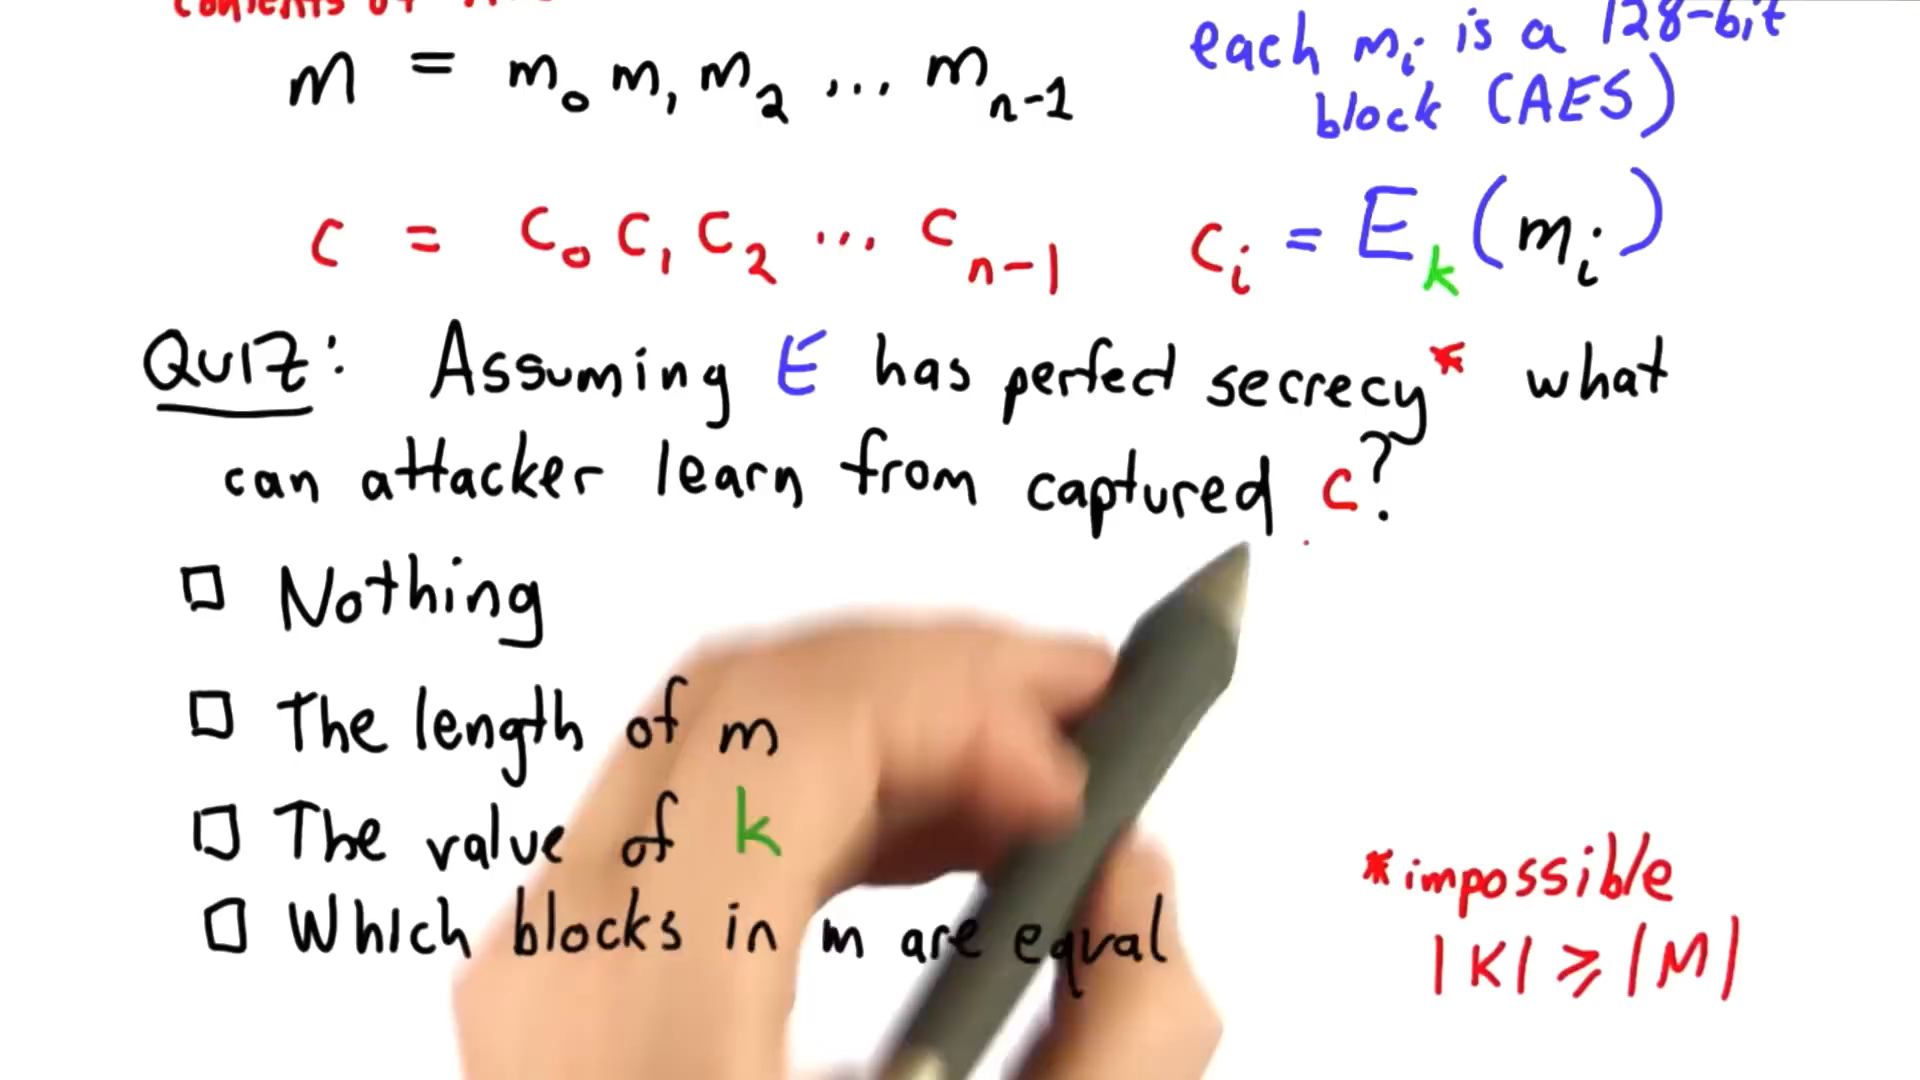 contents of
m = m₀ m₁ m₂ ... mₙ₋₁
each mᵢ is a 128-bit
block (AES)
c = c₀ c₁ c₂ ... cₙ₋₁ cᵢ = Eₖ(mᵢ)
QUIZ: Assuming E has perfect secrecy* what
can attacker learn from captured c?
☐ Nothing
☐ The length of m
☐ The value of k
☐ Which blocks in m are equal
*impossible
|K| ≥ |M|